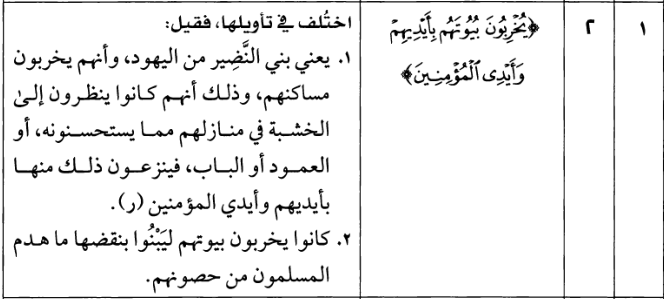 ١
٢
﴿يُخْرِبُونَ بُيُوتَهُم بِأَيْدِيهِمْ
وَأَيْدِى الْمُؤْمِنِينَ﴾
اختُلف في تأويلها، فقيل:
١. يعني بني النَّضِير من اليهود، وأنهم يخربون
مساكنهم، وذلك أنهم كانوا ينظرون إلىٰ
الخشبة في منازلهم مما يستحسنونه، أو
العمود أو الباب، فينزعون ذلك منها
بأيديهم وأيدي المؤمنين (ر).
٢. كانوا يخربون بيوتهم ليَبْنُوا بنقضها ما هدم
المسلمون من حصونهم.